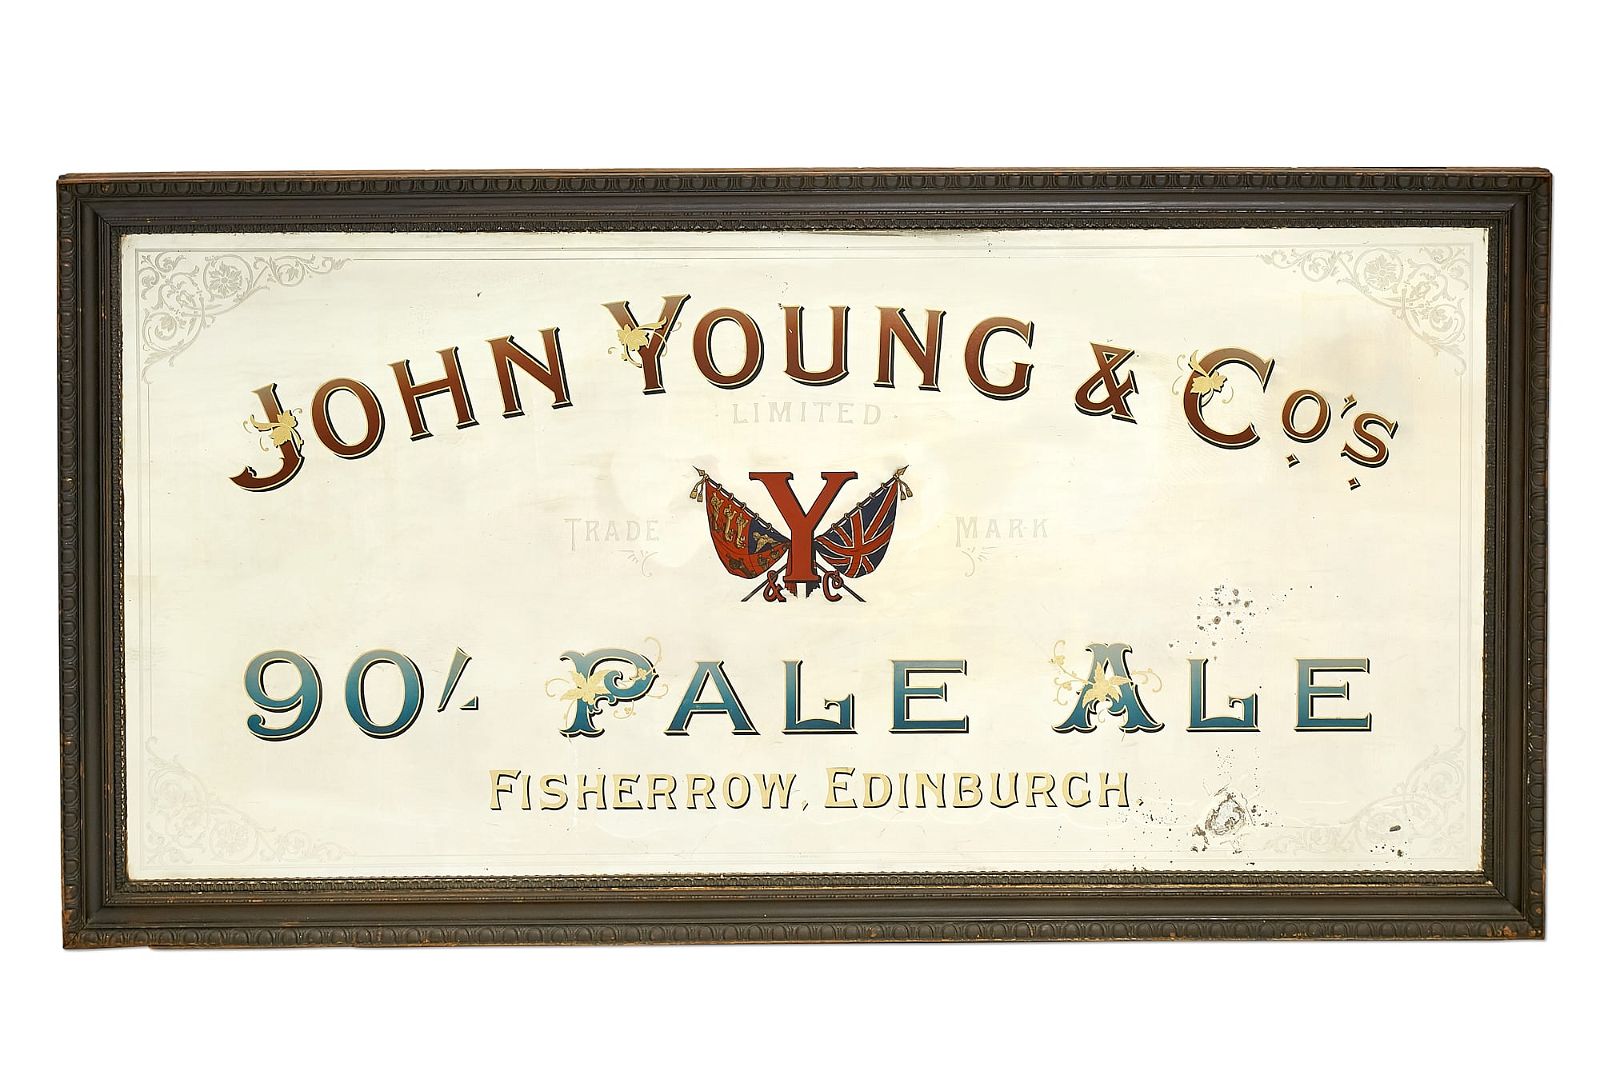 JOHN YOUNG & Co's.
LIMITED
TRADE Y & Co MARK
90/- PALE ALE
FISHERROW, EDINBURGH.